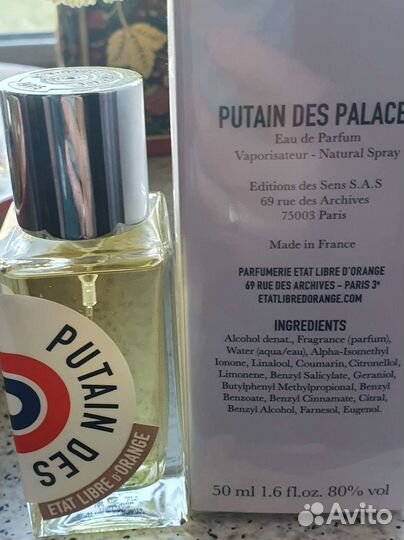 PUTAIN DES
ETAT LIBRE D'ORANGE
PUTAIN DES PALACE
Eau de Parfum
Vaporisateur - Natural Spray
Editions des Sens S.A.S
69 rue des Archives
75003 Paris
Made in France
PARFUMERIE ETAT LIBRE D'ORANGE
69 RUE DES ARCHIVES – PARIS 3ᵉ
ETATLIBREDORANGE.COM
INGREDIENTS
Alcohol denat., Fragrance (parfum),
Water (aqua/eau), Alpha-Isomethyl
Ionone, Linalool, Coumarin, Citronellol,
Limonene, Benzyl Salicylate, Geraniol,
Butylphenyl Methylpropional, Benzyl
Benzoate, Benzyl Cinnamate, Citral,
Benzyl Alcohol, Farnesol, Eugenol.
50 ml 1.6 fl.oz. 80% vol
Avito